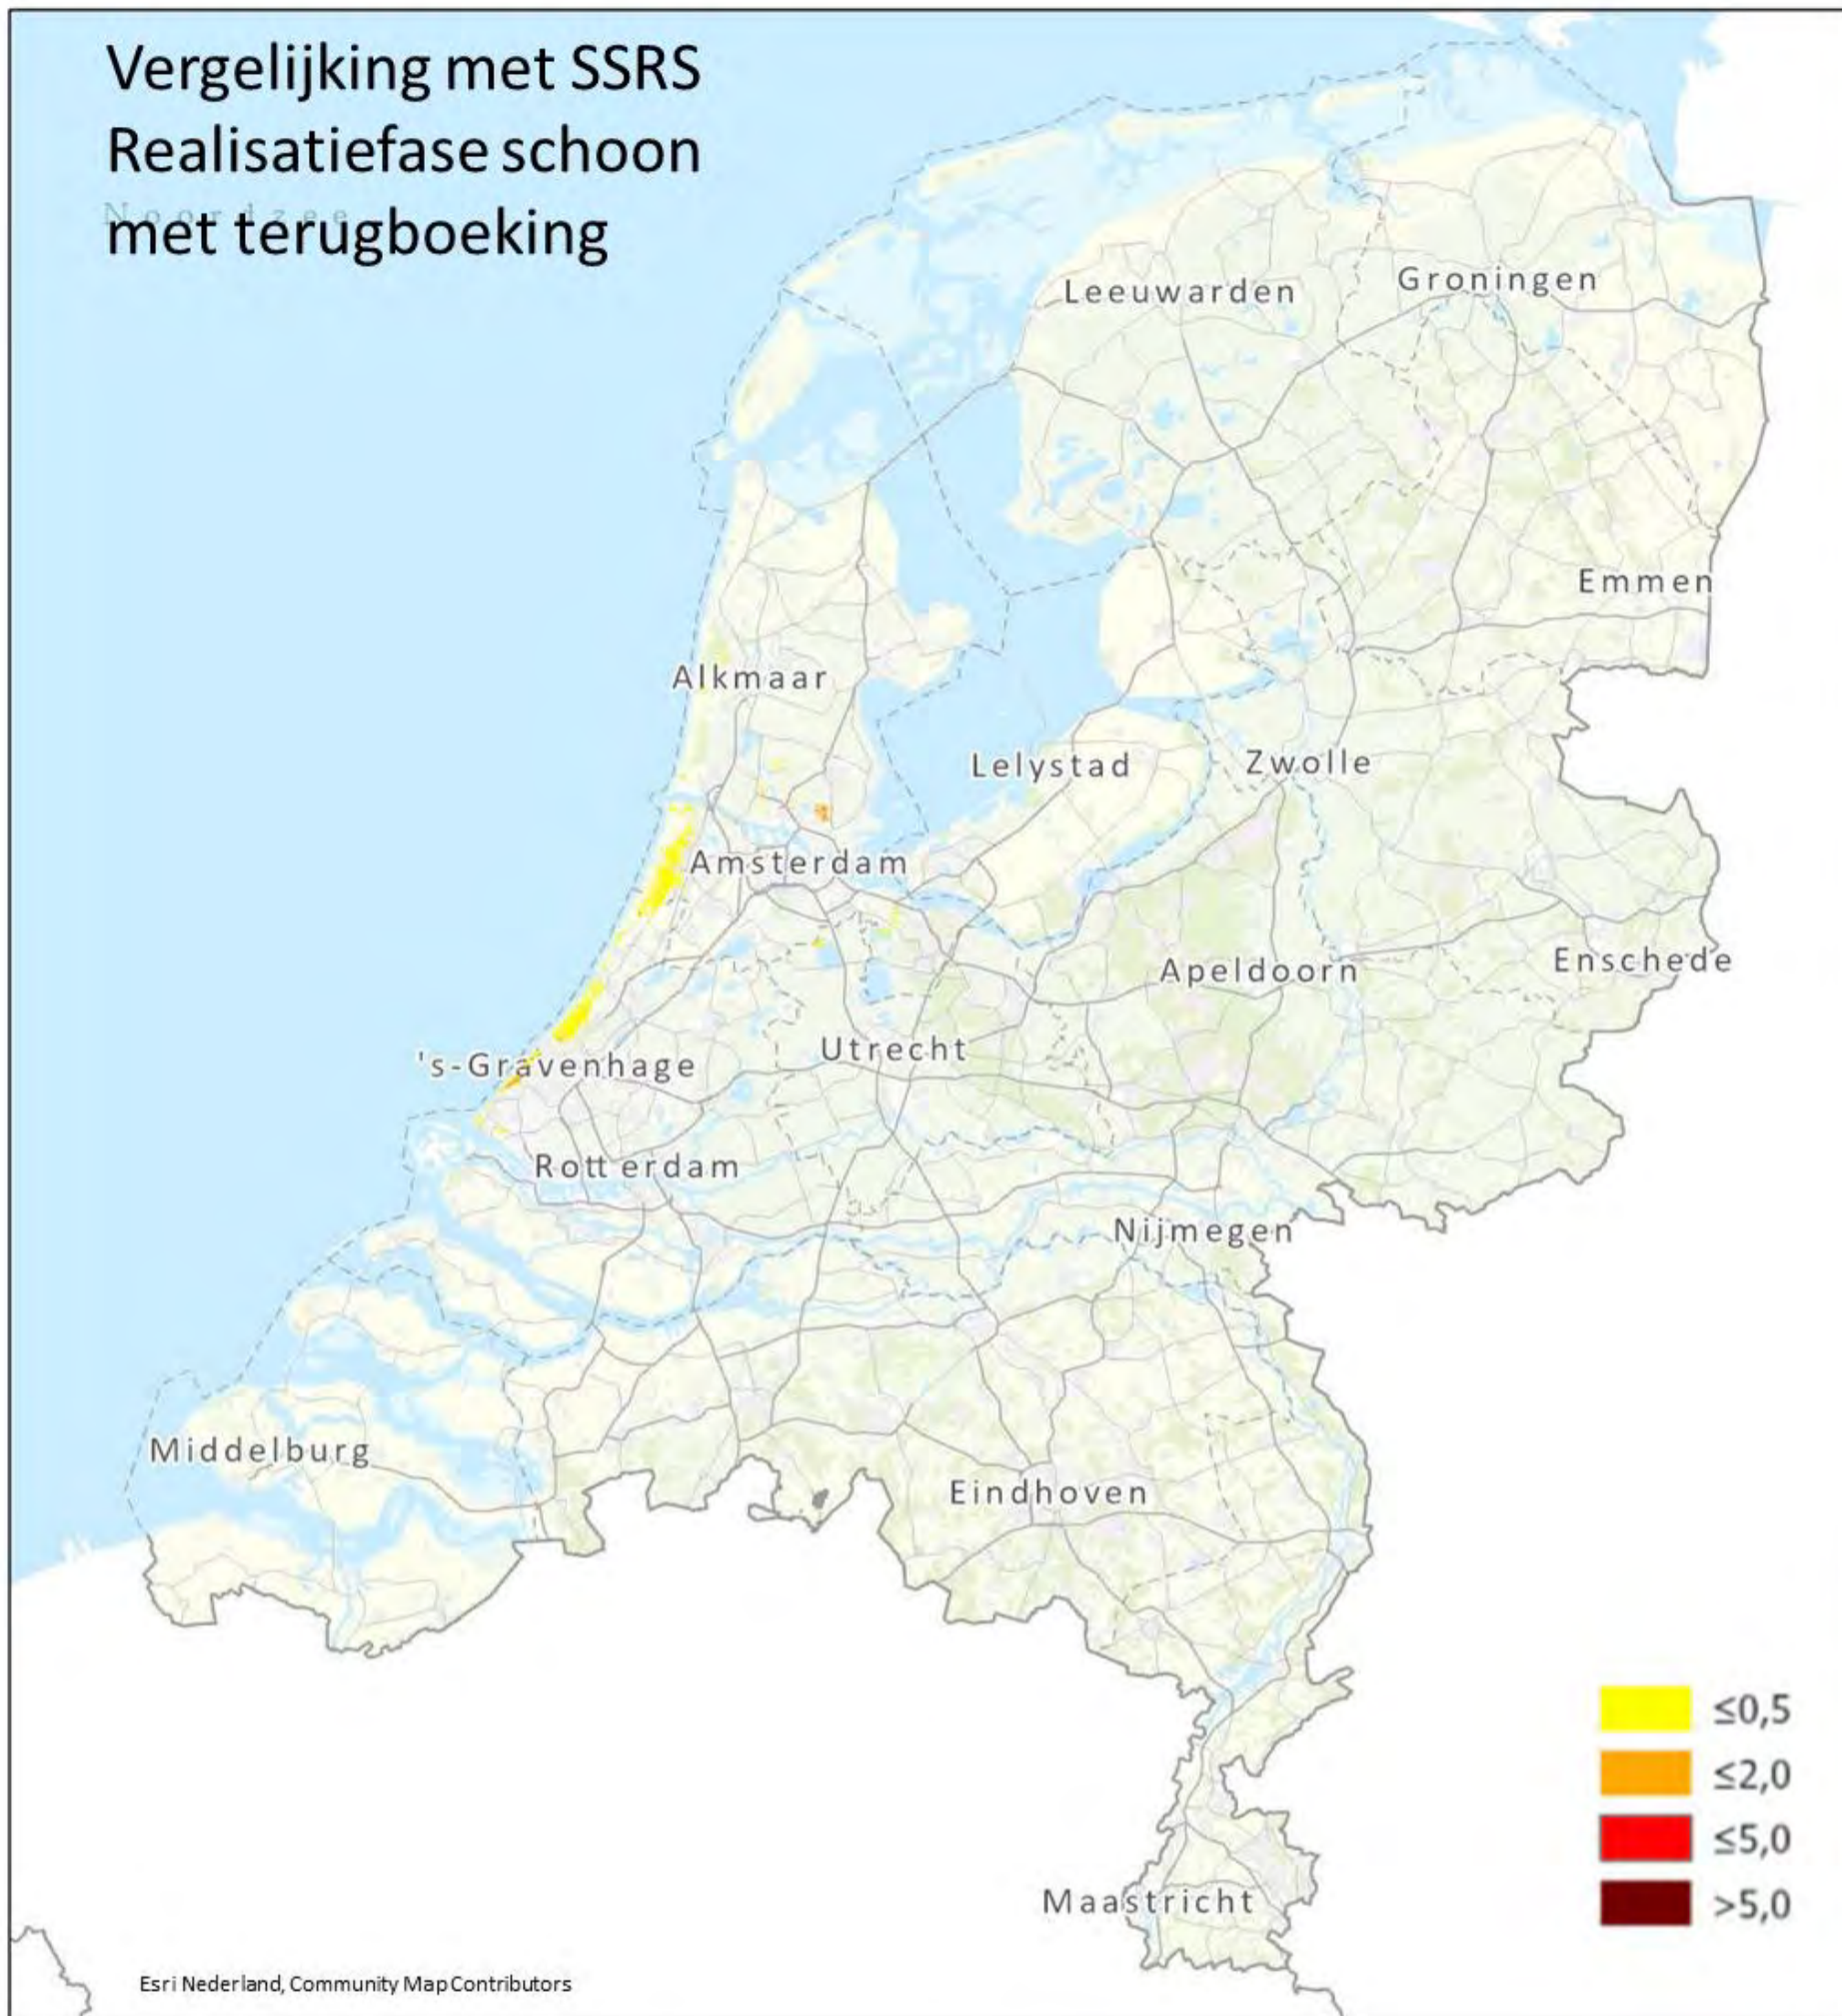 Vergelijking met SSRS
Realisatiefase schoon
Noordzee
met terugboeking
Leeuwarden
Groningen
Emmen
Alkmaar
Lelystad
Zwolle
Amsterdam
Apeldoorn
Enschede
's-Gravenhage
Utrecht
Rotterdam
Nijmegen
Middelburg
Eindhoven
≤0,5
≤2,0
≤5,0
>5,0
Maastricht
Esri Nederland, Community Map Contributors